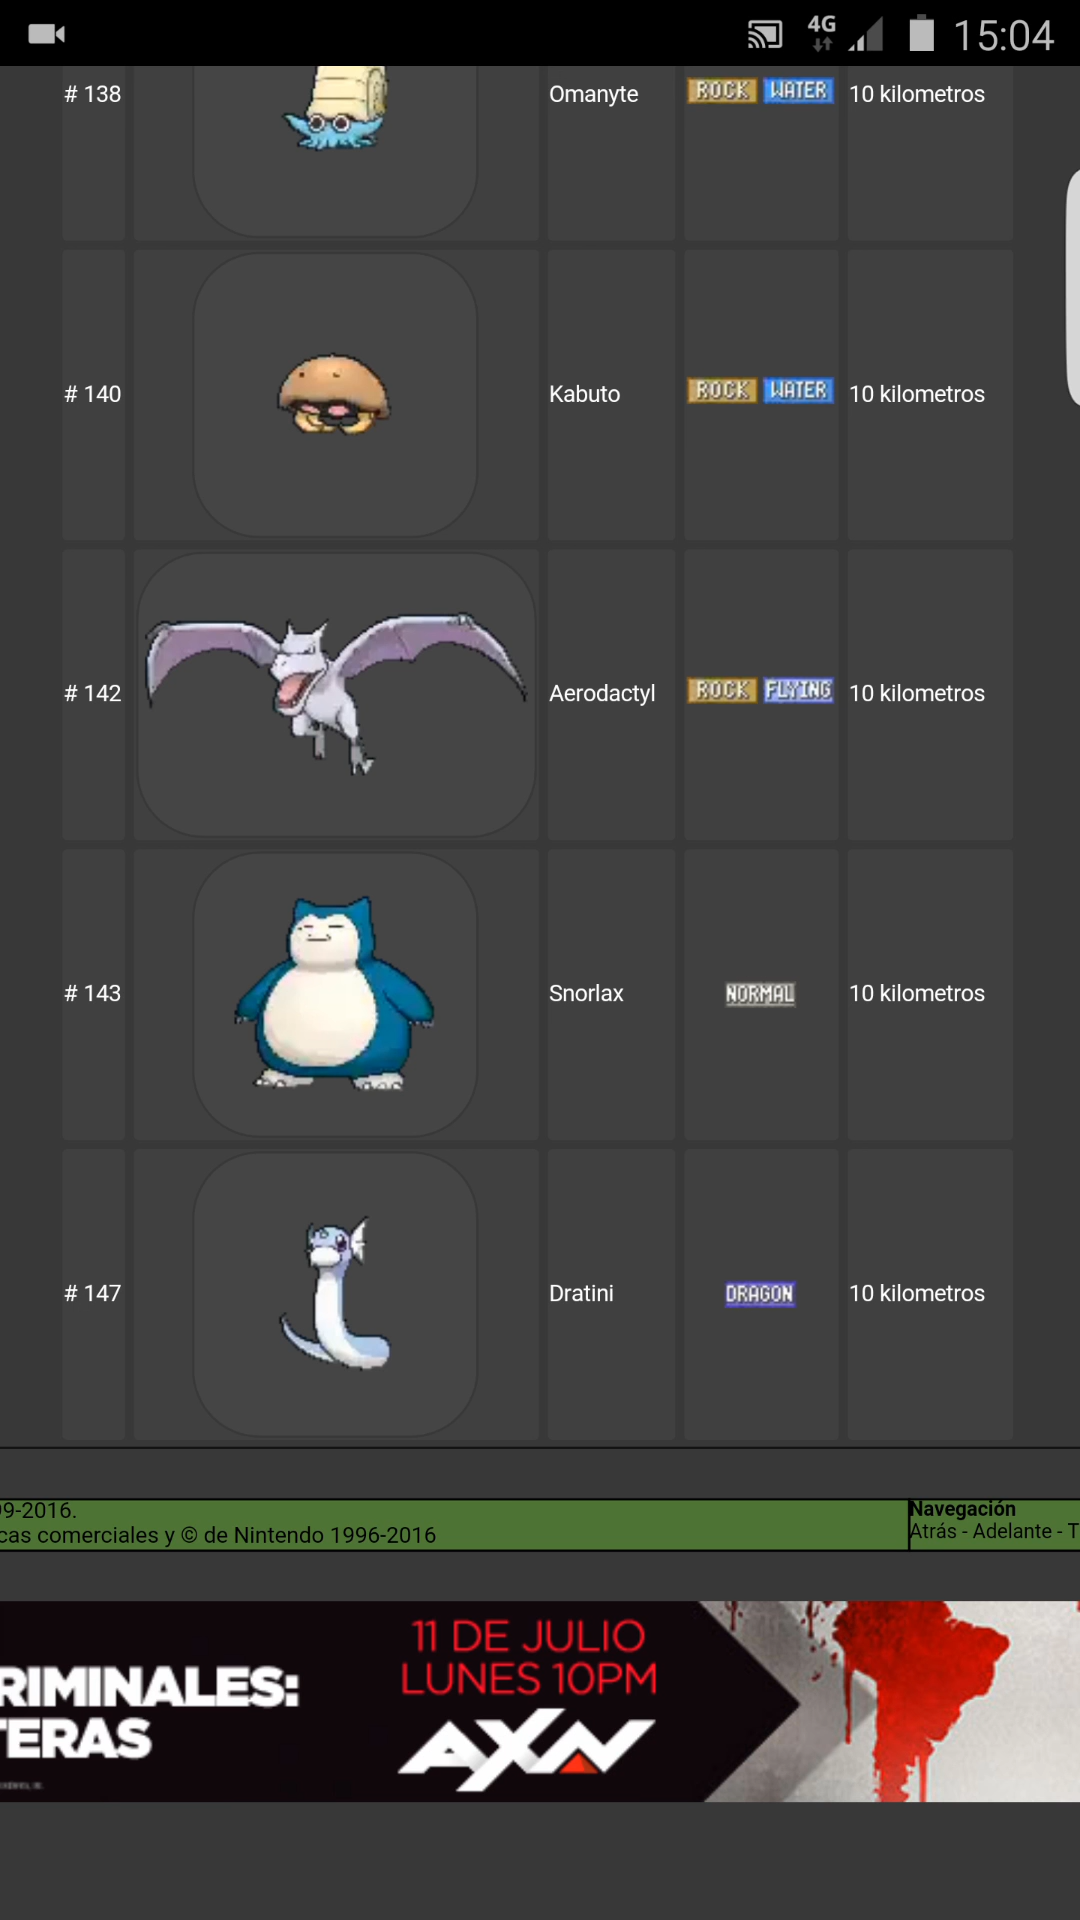 4G 15:04
# 138 Omanyte ROCK WATER 10 kilometros
# 140 Kabuto ROCK WATER 10 kilometros
# 142 Aerodactyl ROCK FLYING 10 kilometros
# 143 Snorlax NORMAL 10 kilometros
# 147 Dratini DRAGON 10 kilometros
99-2016.
cas comerciales y © de Nintendo 1996-2016
Navegación
Atrás - Adelante - T
RIMINALES:
TERAS
11 DE JULIO
LUNES 10PM
AXN